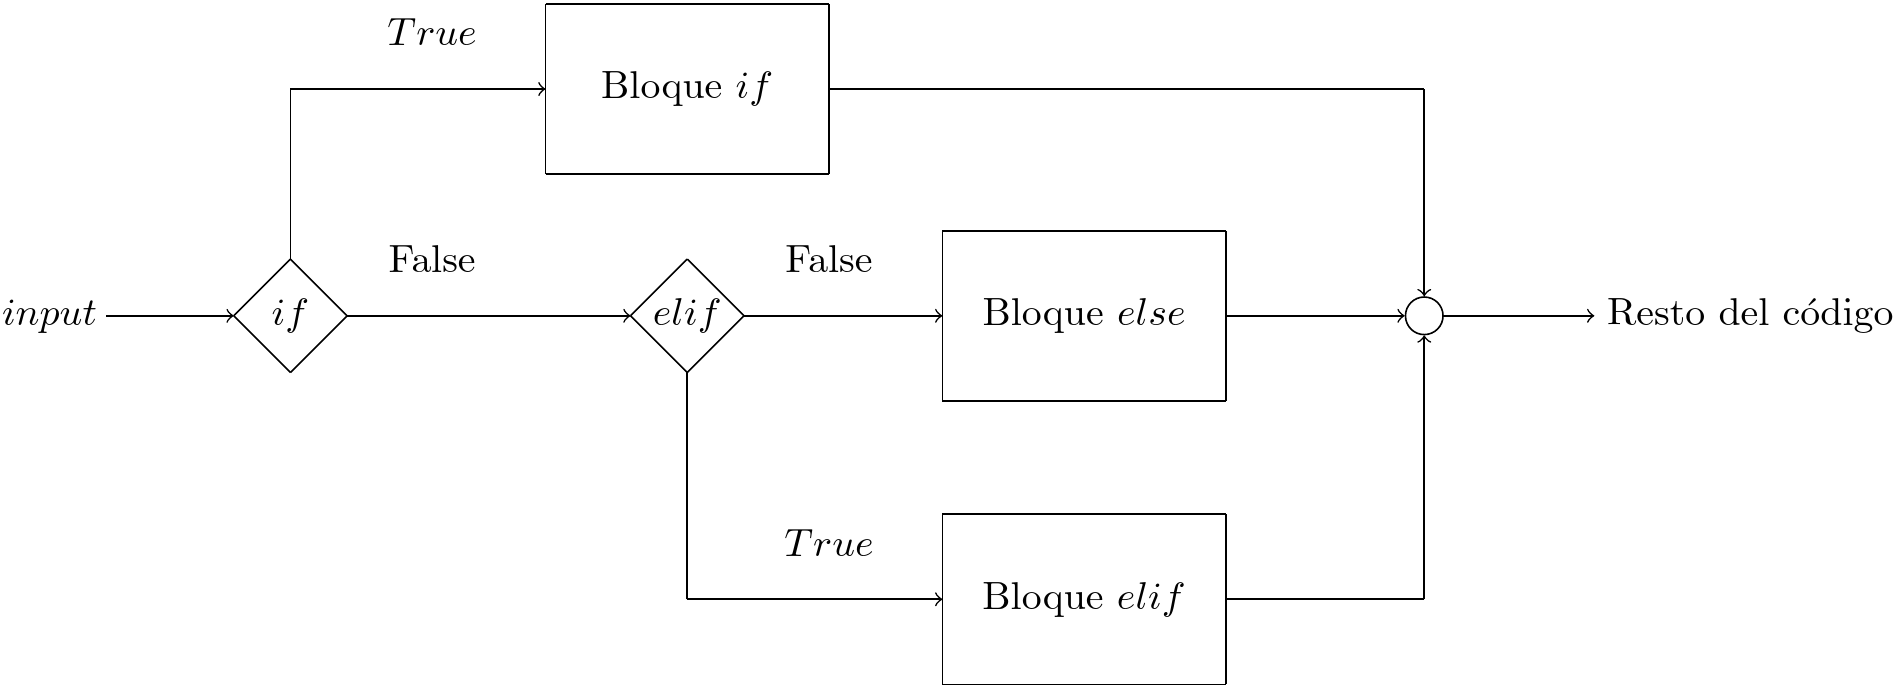 True
Bloque if
False
False
input
if
elif
Bloque else
Resto del código
True
Bloque elif